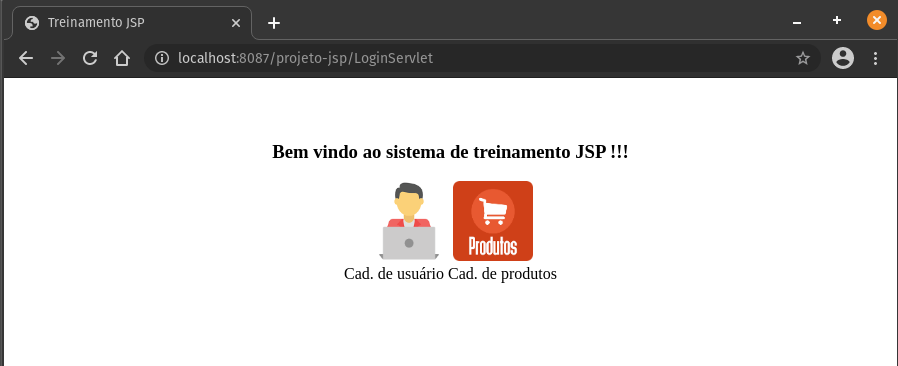 Treinamento JSP
localhost:8087/projeto-jsp/LoginServlet
Bem vindo ao sistema de treinamento JSP !!!
Produtos
Cad. de usuário Cad. de produtos